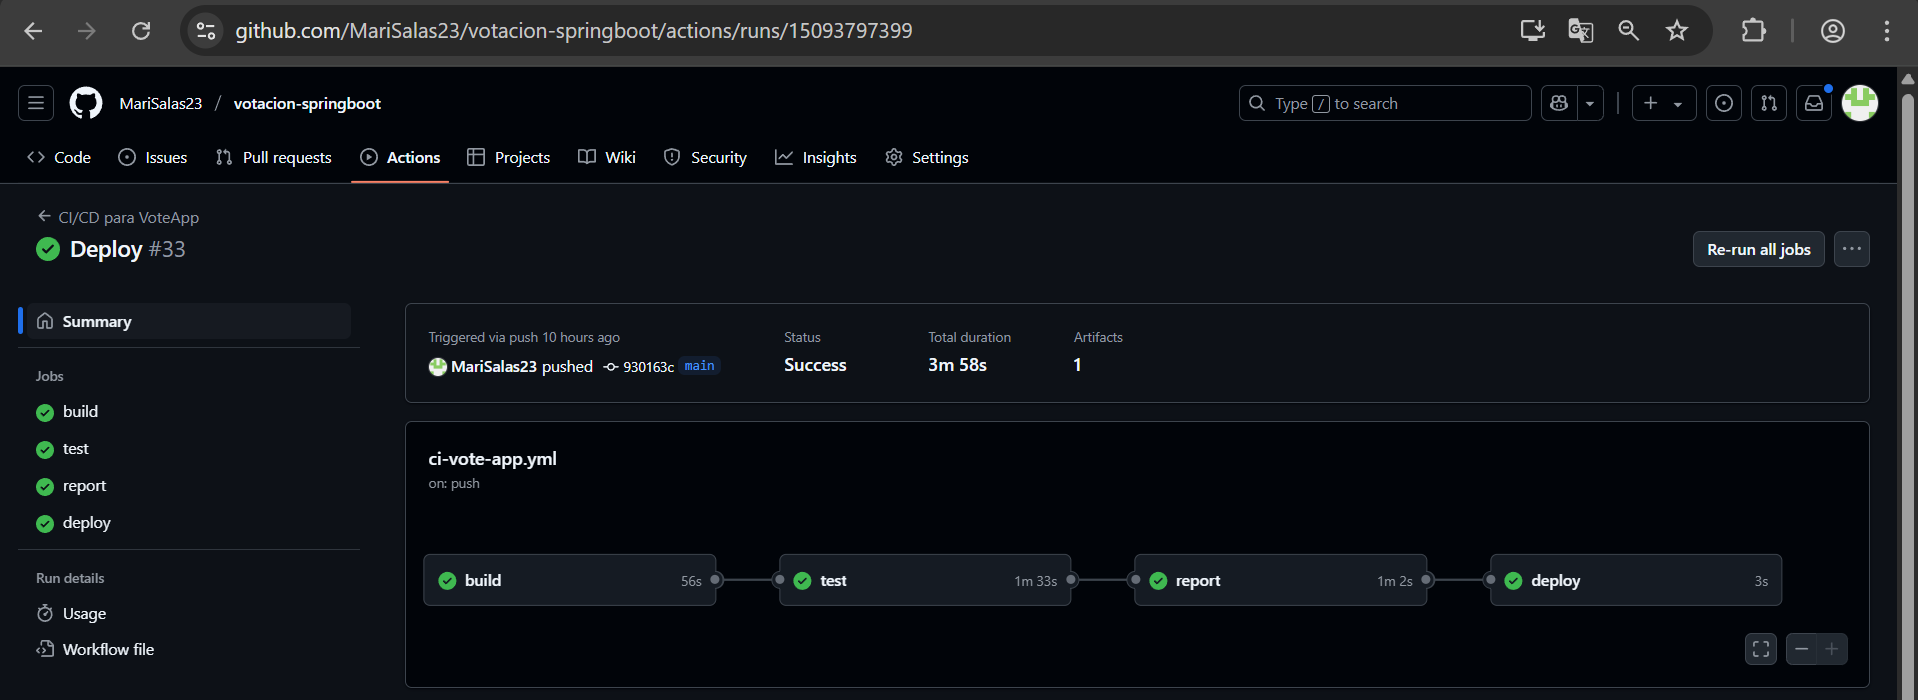 github.com/MariSalas23/votacion-springboot/actions/runs/15093797399
MariSalas23 / votacion-springboot
Type / to search
Code Issues Pull requests Actions Projects Wiki Security Insights Settings
CI/CD para VoteApp
Deploy #33
Re-run all jobs
Summary
Jobs
build
test
report
deploy
Run details
Usage
Workflow file
Triggered via push 10 hours ago
MariSalas23 pushed 930163c main
Status
Success
Total duration
3m 58s
Artifacts
1
ci-vote-app.yml
on: push
build 56s
test 1m 33s
report 1m 2s
deploy 3s